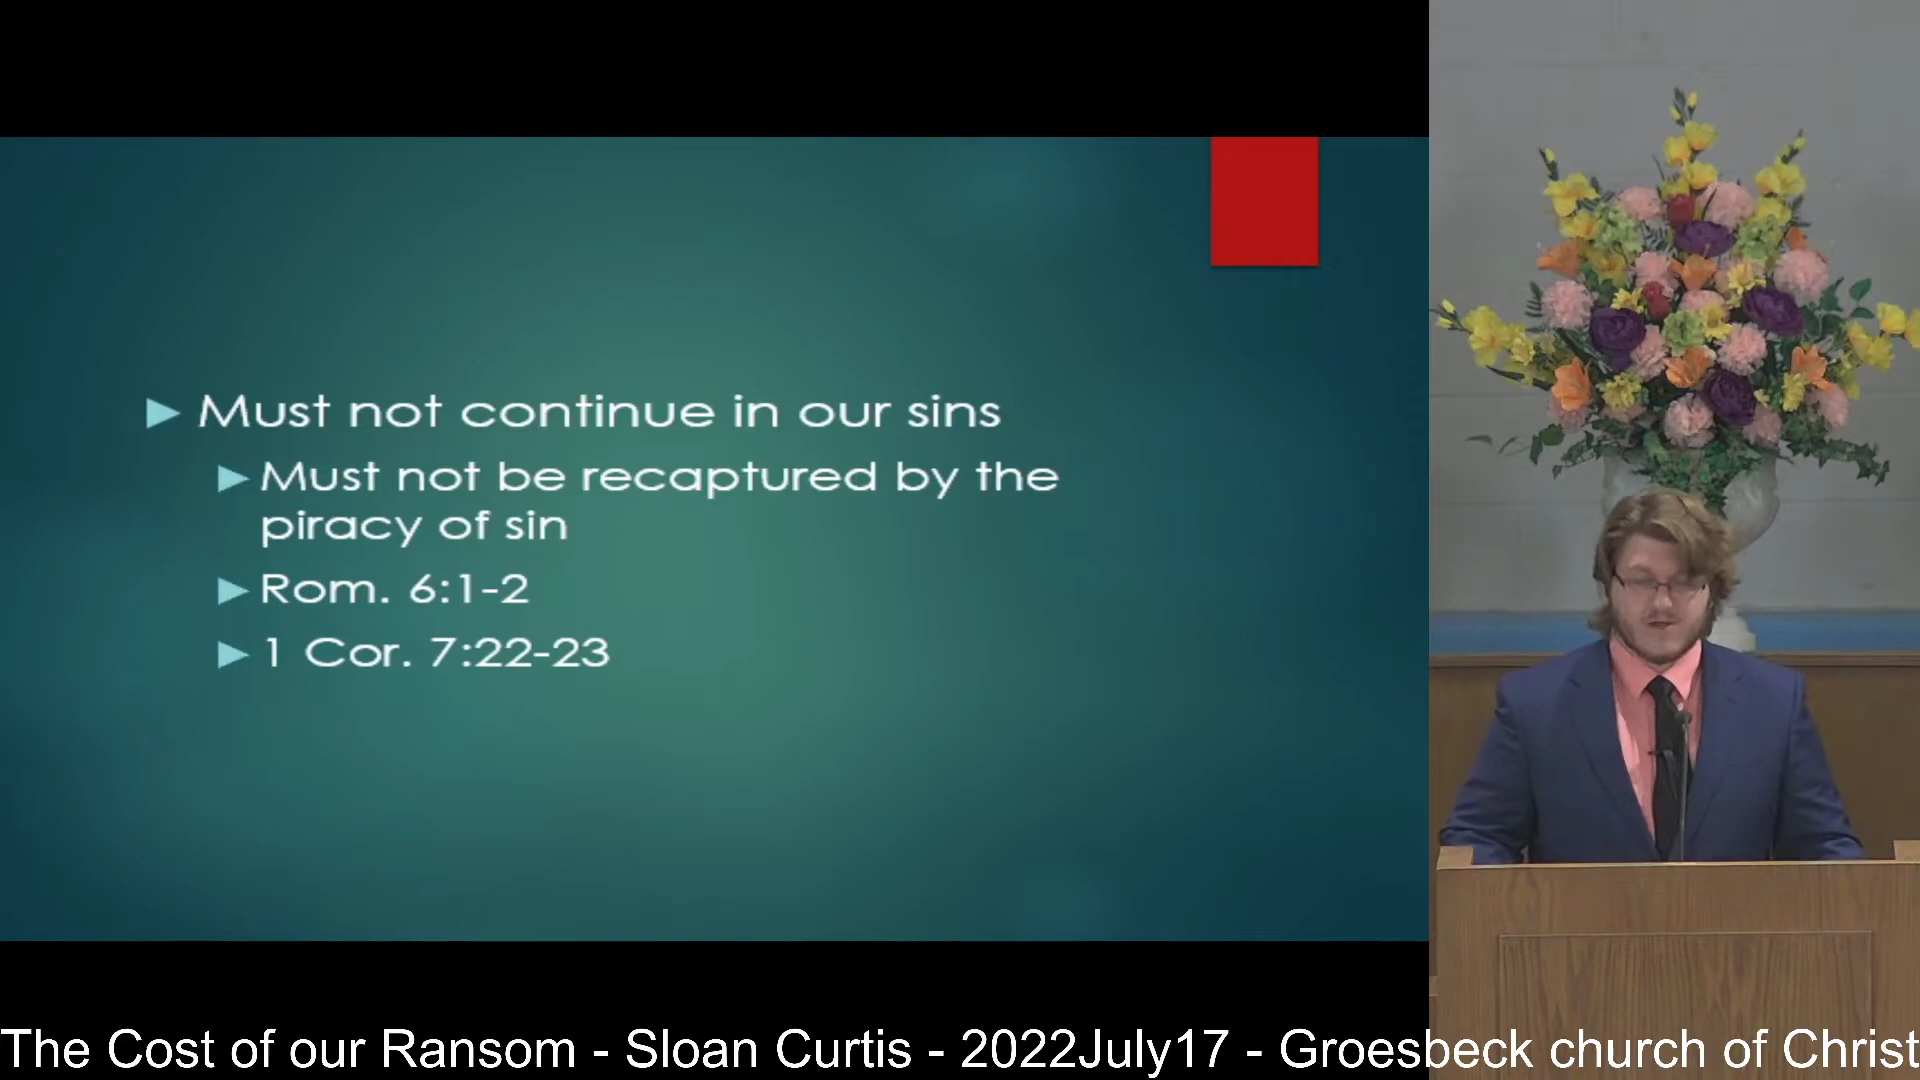 Must not continue in our sins
Must not be recaptured by the
piracy of sin
Rom. 6:1-2
1 Cor. 7:22-23
The Cost of our Ransom - Sloan Curtis - 2022July17 - Groesbeck church of Christ